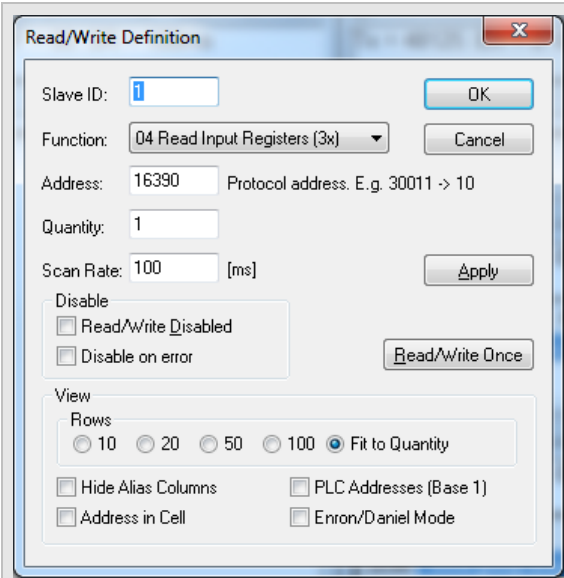 Read/Write Definition
Slave ID: 1 OK
Function: 04 Read Input Registers (3x) Cancel
Address: 16390 Protocol address. E.g. 30011 -> 10
Quantity: 1
Scan Rate: 100 [ms] Apply
Disable
Read/Write Disabled
Disable on error Read/Write Once
View
Rows
10 20 50 100 Fit to Quantity
Hide Alias Columns PLC Addresses (Base 1)
Address in Cell Enron/Daniel Mode